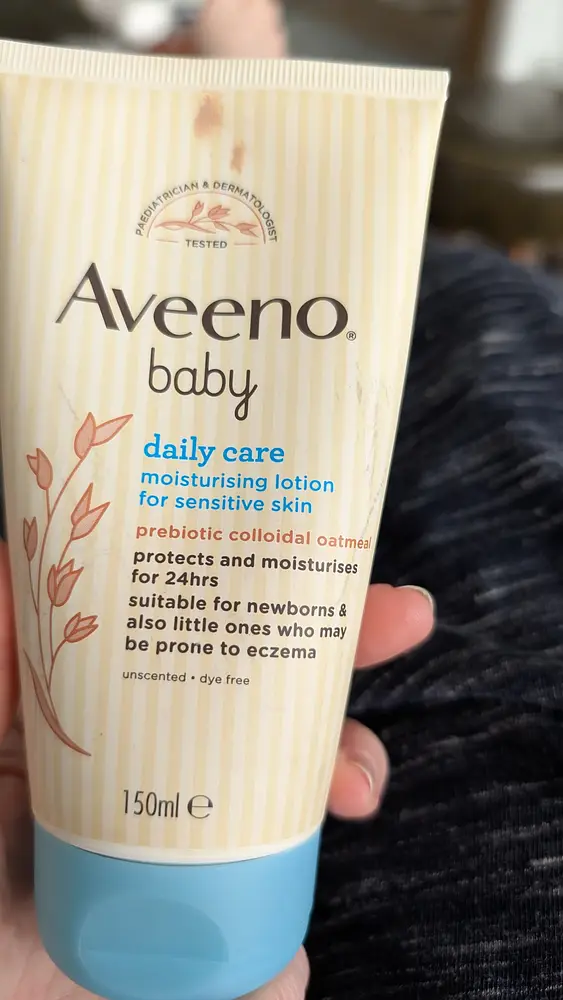 PAEDIATRICIAN & DERMATOLOGIST
TESTED
Aveeno®
baby
daily care
moisturising lotion
for sensitive skin
prebiotic colloidal oatmeal
protects and moisturises
for 24hrs
suitable for newborns &
also little ones who may
be prone to eczema
unscented • dye free
150ml ℮